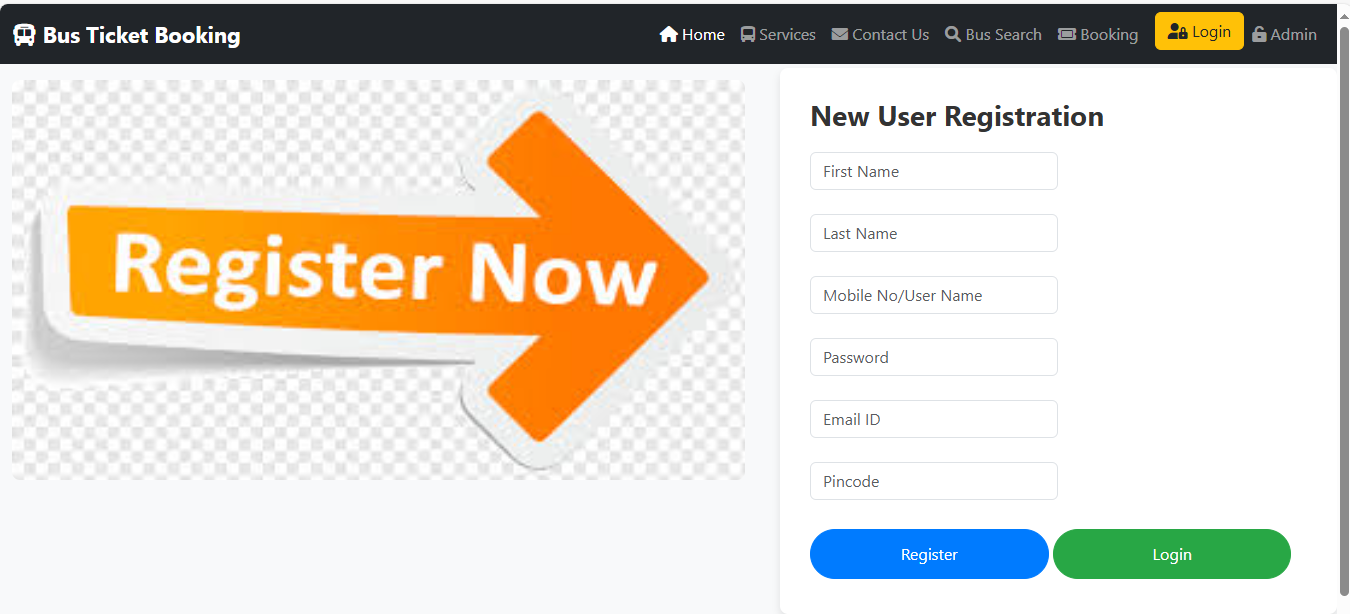 Bus Ticket Booking Home Services Contact Us Bus Search Booking Login Admin
Register Now
New User Registration
First Name
Last Name
Mobile No/User Name
Password
Email ID
Pincode
Register Login